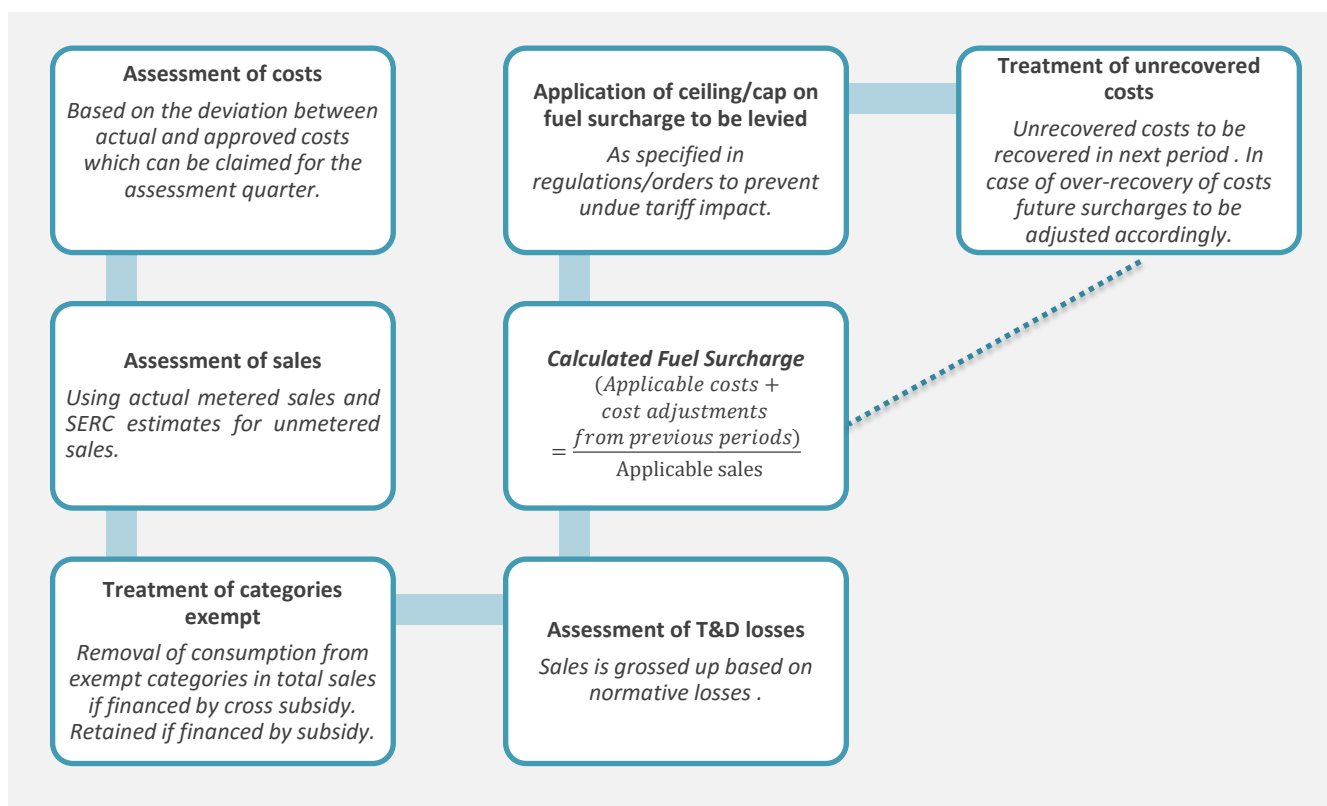 Assessment of costs
Based on the deviation between
actual and approved costs
which can be claimed for the
assessment quarter.
Assessment of sales
Using actual metered sales and
SERC estimates for unmetered
sales.
Treatment of categories
exempt
Removal of consumption from
exempt categories in total sales
if financed by cross subsidy.
Retained if financed by subsidy.
Assessment of T&D losses
Sales is grossed up based on
normative losses .
Calculated Fuel Surcharge
(Applicable costs +
cost adjustments
= from previous periods)
Applicable sales
Application of ceiling/cap on
fuel surcharge to be levied
As specified in
regulations/orders to prevent
undue tariff impact.
Treatment of unrecovered
costs
Unrecovered costs to be
recovered in next period . In
case of over-recovery of costs
future surcharges to be
adjusted accordingly.